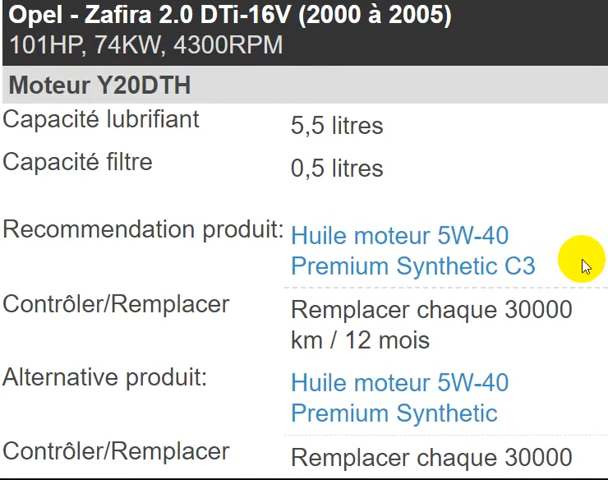 Opel - Zafira 2.0 DTi-16V (2000 à 2005)
101HP, 74KW, 4300RPM
Moteur Y20DTH
Capacité lubrifiant 5,5 litres
Capacité filtre 0,5 litres
Recommendation produit: Huile moteur 5W-40
Premium Synthetic C3
Contrôler/Remplacer Remplacer chaque 30000
km / 12 mois
Alternative produit: Huile moteur 5W-40
Premium Synthetic
Contrôler/Remplacer Remplacer chaque 30000